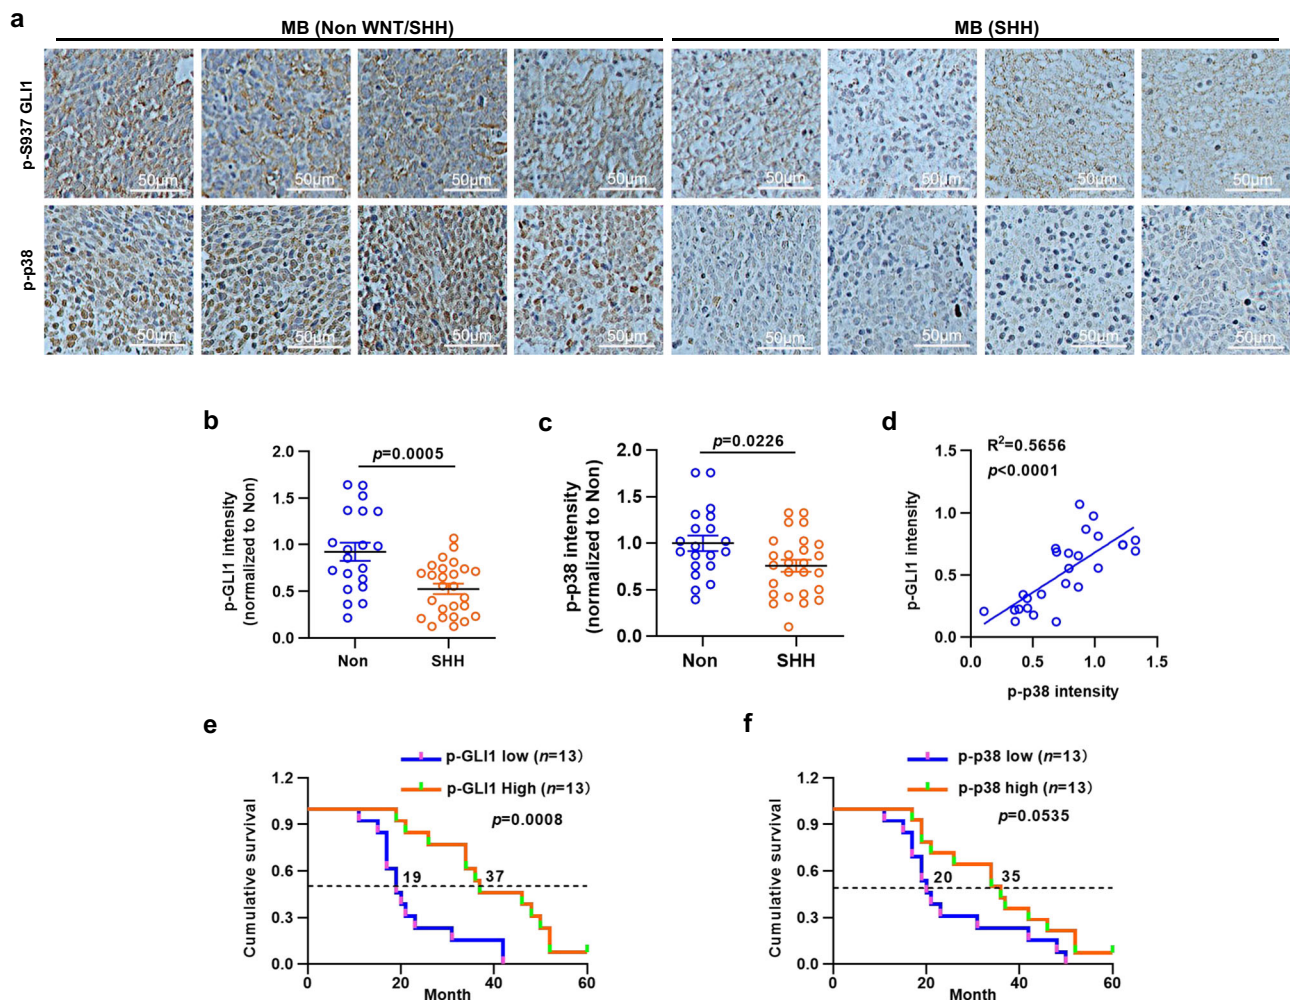 a
MB (Non WNT/SHH)
MB (SHH)
p-S937 GLI1
50μm 50μm 50μm 50μm 50μm 50μm 50μm 50μm
p-p38
50μm 50μm 50μm 50μm 50μm 50μm 50μm 50μm
b
p-GLI1 intensity
(normalized to Non)
2.0
1.5
1.0
0.5
0.0
p=0.0005
Non SHH
c
p-p38 intensity
(normalized to Non)
2.0
1.5
1.0
0.5
0.0
p=0.0226
Non SHH
d
p-GLI1 intensity
1.5
1.0
0.5
0.0
R²=0.5656
p<0.0001
0.0 0.5 1.0 1.5
p-p38 intensity
e
p-GLI1 low (n=13)
p-GLI1 High (n=13)
p=0.0008
Cumulative survival
1.2
0.9
0.6
0.3
0.0
19
37
0 20 40 60
Month
f
p-p38 low (n=13)
p-p38 high (n=13)
p=0.0535
Cumulative survival
1.2
0.9
0.6
0.3
0.0
20
35
0 20 40 60
Month